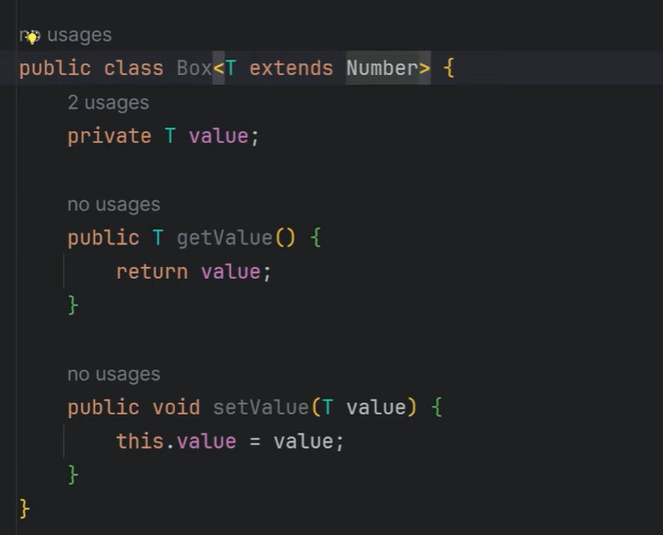 no usages
public class Box<T extends Number> {
2 usages
private T value;
no usages
public T getValue() {
return value;
}
no usages
public void setValue(T value) {
this.value = value;
}
}